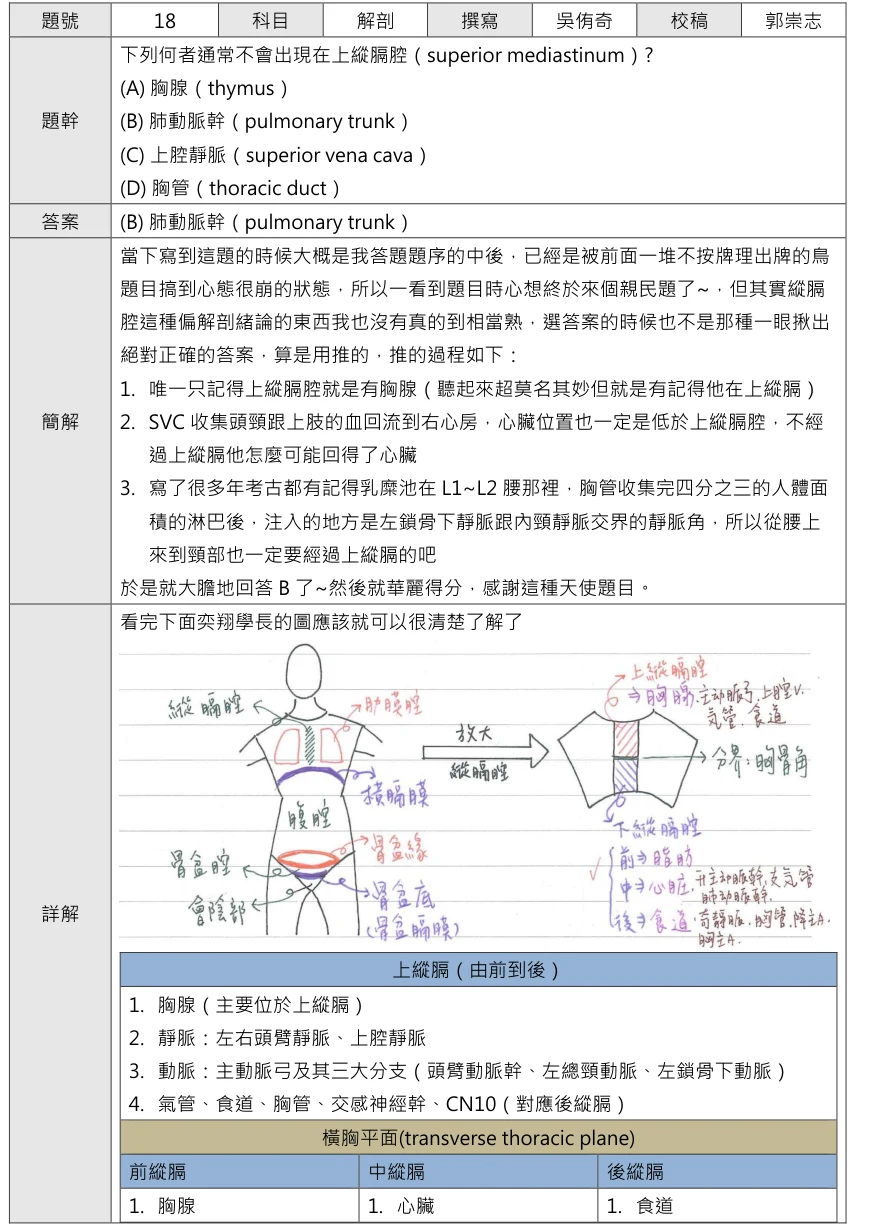 題號 18 科目 解剖 撰寫 吳侑奇 校稿 郭崇志
題幹
下列何者通常不會出現在上縱膈腔（superior mediastinum）?
(A) 胸腺（thymus）
(B) 肺動脈幹（pulmonary trunk）
(C) 上腔靜脈（superior vena cava）
(D) 胸管（thoracic duct）
答案 (B) 肺動脈幹（pulmonary trunk）
簡解
當下寫到這題的時候大概是我答題題序的中後，已經是被前面一堆不按牌理出牌的鳥
題目搞到心態很崩的狀態，所以一看到題目時心想終於來個親民題了~，但其實縱膈
腔這種偏解剖緒論的東西我也沒有真的到相當熟，選答案的時候也不是那種一眼揪出
絕對正確的答案，算是用推的，推的過程如下：
1. 唯一只記得上縱膈腔就是有胸腺（聽起來超莫名其妙但就是有記得他在上縱膈）
2. SVC 收集頭頸跟上肢的血回流到右心房，心臟位置也一定是低於上縱膈腔，不經
過上縱膈他怎麼可能回得了心臟
3. 寫了很多年考古都有記得乳糜池在 L1~L2 腰那裡，胸管收集完四分之三的人體面
積的淋巴後，注入的地方是左鎖骨下靜脈跟內頸靜脈交界的靜脈角，所以從腰上
來到頸部也一定要經過上縱膈的吧
於是就大膽地回答 B 了~然後就華麗得分，感謝這種天使題目。
詳解
看完下面奕翔學長的圖應該就可以很清楚了解了
縱膈腔
肋膜腔
橫膈膜
腹腔
骨盆腔
骨盆緣
會陰部
骨盆底
(骨盆膈膜)
放大
縱膈腔
上縱膈腔
⇒胸腺、主動脈弓、上腔V.
氣管、食道
分界：胸骨角
下縱膈腔
前⇒脂肪
中⇒心脏、升主動脈幹、支氣管
肺动脈幹、
後⇒食道、奇靜脈、胸管、降主A.
胸主A.
上縱膈（由前到後）
1. 胸腺（主要位於上縱膈）
2. 靜脈：左右頭臂靜脈、上腔靜脈
3. 動脈：主動脈弓及其三大分支（頭臂動脈幹、左總頸動脈、左鎖骨下動脈）
4. 氣管、食道、胸管、交感神經幹、CN10（對應後縱膈）
橫胸平面(transverse thoracic plane)
前縱膈 中縱膈 後縱膈
1. 胸腺 1. 心臟 1. 食道